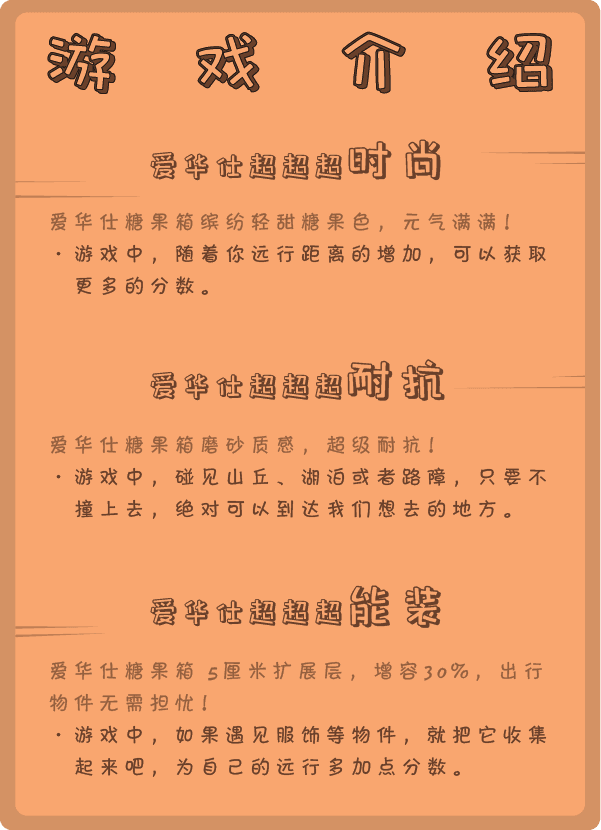 游戏介绍
爱华仕超超超时尚
爱华仕糖果箱缤纷轻甜糖果色，元气满满！
· 游戏中，随着你远行距离的增加，可以获取
更多的分数。
爱华仕超超超耐抗
爱华仕糖果箱磨砂质感，超级耐抗！
· 游戏中，碰见山丘、湖泊或者路障，只要不
撞上去，绝对可以到达我们想去的地方。
爱华仕超超超能装
爱华仕糖果箱 5厘米扩展层，增容30%，出行
物件无需担忧！
· 游戏中，如果遇见服饰等物件，就把它收集
起来吧，为自己的远行多加点分数。